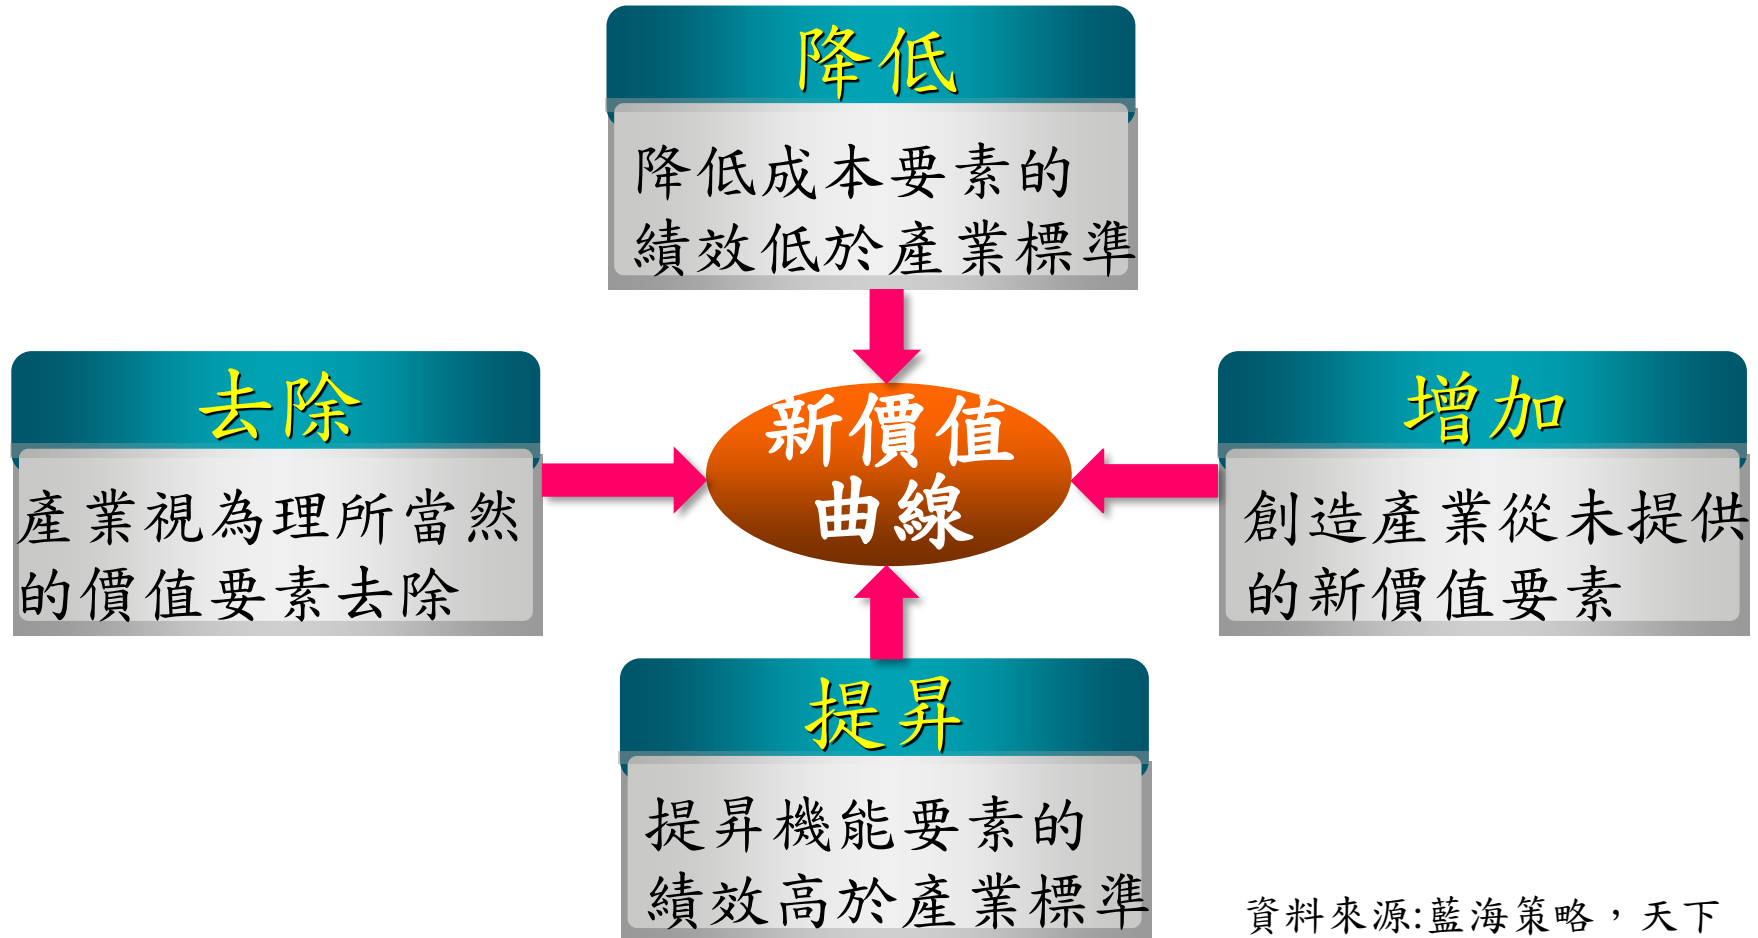 降低
降低成本要素的
績效低於產業標準
去除
產業視為理所當然
的價值要素去除
新價值
曲線
增加
創造產業從未提供
的新價值要素
提昇
提昇機能要素的
績效高於產業標準
資料來源:藍海策略，天下